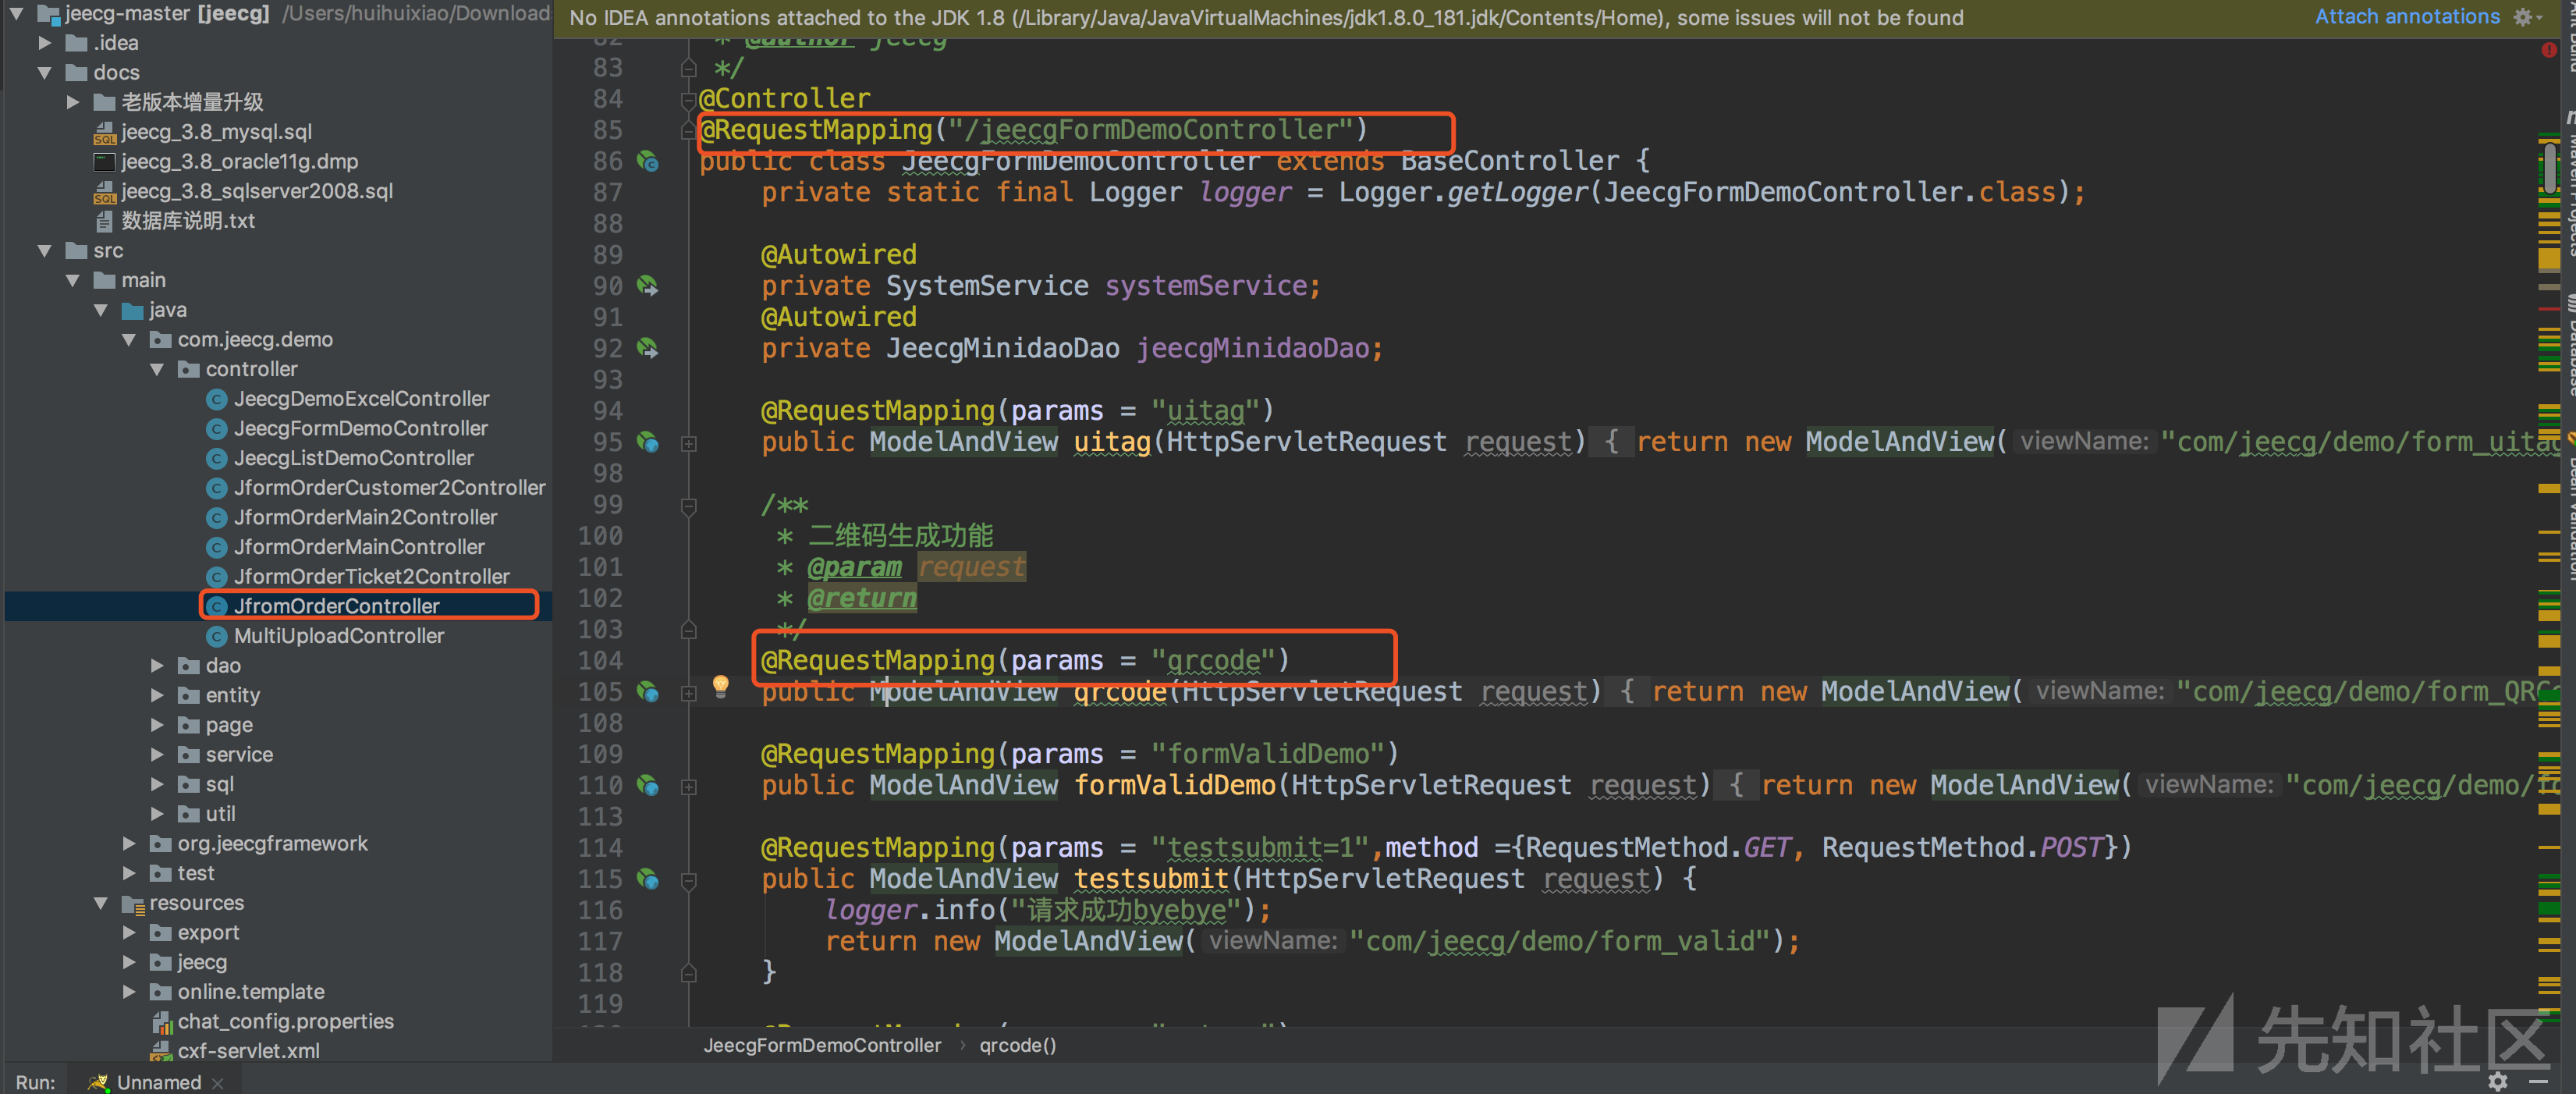 jeecg-master [jeecg] /Users/huihuixiao/Download
.idea
docs
老版本增量升级
jeecg_3.8_mysql.sql
jeecg_3.8_oracle11g.dmp
jeecg_3.8_sqlserver2008.sql
数据库说明.txt
src
main
java
com.jeecg.demo
controller
JeecgDemoExcelController
JeecgFormDemoController
JeecgListDemoController
JformOrderCustomer2Controller
JformOrderMain2Controller
JformOrderMainController
JformOrderTicket2Controller
JfromOrderController
MultiUploadController
dao
entity
page
service
sql
util
org.jeecgframework
test
resources
export
jeecg
online.template
chat_config.properties
cxf-servlet.xml
No IDEA annotations attached to the JDK 1.8 (/Library/Java/JavaVirtualMachines/jdk1.8.0_181.jdk/Contents/Home), some issues will not be found Attach annotations
82 * @author jeecg
83 */
84 @Controller
85 @RequestMapping("/jeecgFormDemoController")
86 public class JeecgFormDemoController extends BaseController {
87 private static final Logger logger = Logger.getLogger(JeecgFormDemoController.class);
88
89 @Autowired
90 private SystemService systemService;
91 @Autowired
92 private JeecgMinidaoDao jeecgMinidaoDao;
93
94 @RequestMapping(params = "uitag")
95 public ModelAndView uitag(HttpServletRequest request) { return new ModelAndView( viewName: "com/jeecg/demo/form_uitag
98
99 /**
100 * 二维码生成功能
101 * @param request
102 * @return
103 */
104 @RequestMapping(params = "qrcode")
105 public ModelAndView qrcode(HttpServletRequest request) { return new ModelAndView( viewName: "com/jeecg/demo/form_QRC
108
109 @RequestMapping(params = "formValidDemo")
110 public ModelAndView formValidDemo(HttpServletRequest request) { return new ModelAndView( viewName: "com/jeecg/demo/fo
113
114 @RequestMapping(params = "testsubmit=1",method ={RequestMethod.GET, RequestMethod.POST})
115 public ModelAndView testsubmit(HttpServletRequest request) {
116 logger.info("请求成功byebye");
117 return new ModelAndView( viewName: "com/jeecg/demo/form_valid");
118 }
119
JeecgFormDemoController › qrcode()
Run: Unnamed ×
Maven Projects
Database
Bean Validation
先知社区